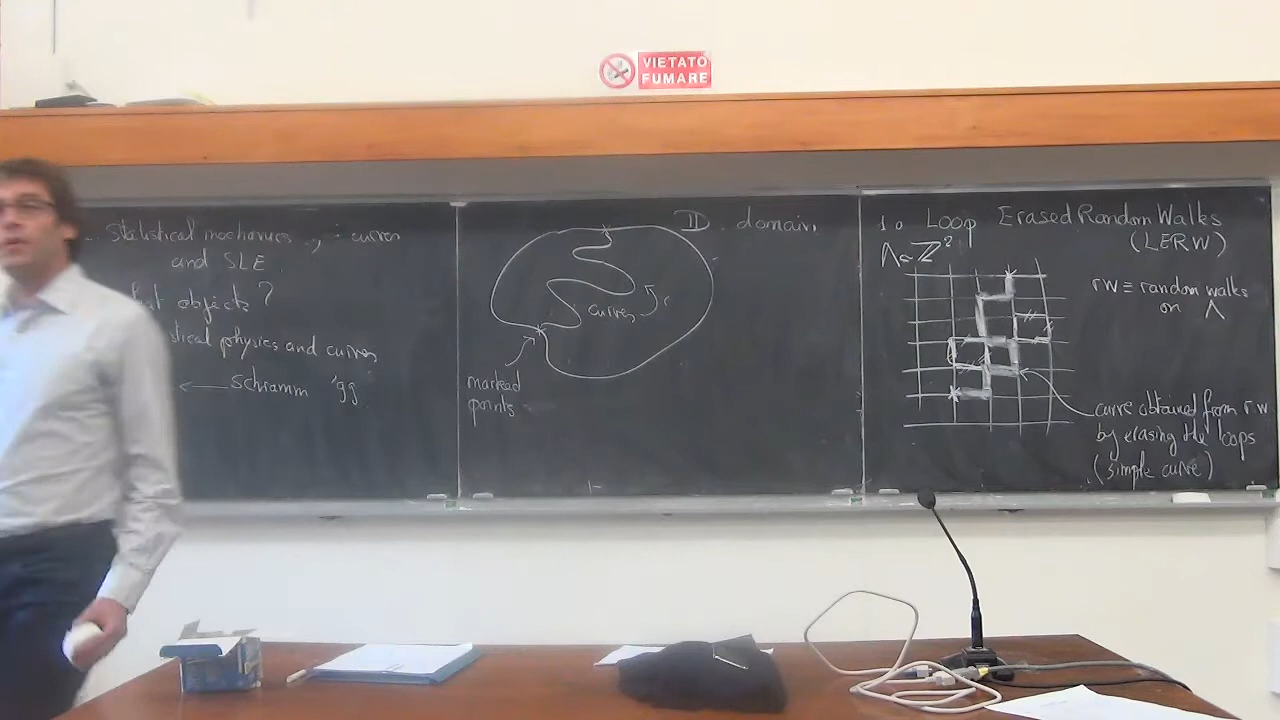 VIETATO
FUMARE
statistical mechanics, curves
and SLE
objects?
physics and curves
← Schramm '99
D domain
curves
marked
points
1. Loop Erased Random Walks
(LERW)
Λ ⊂ ℤ²
rw ≡ random walks
on Λ
curve obtained from rw
by erasing the loops
(simple curve)